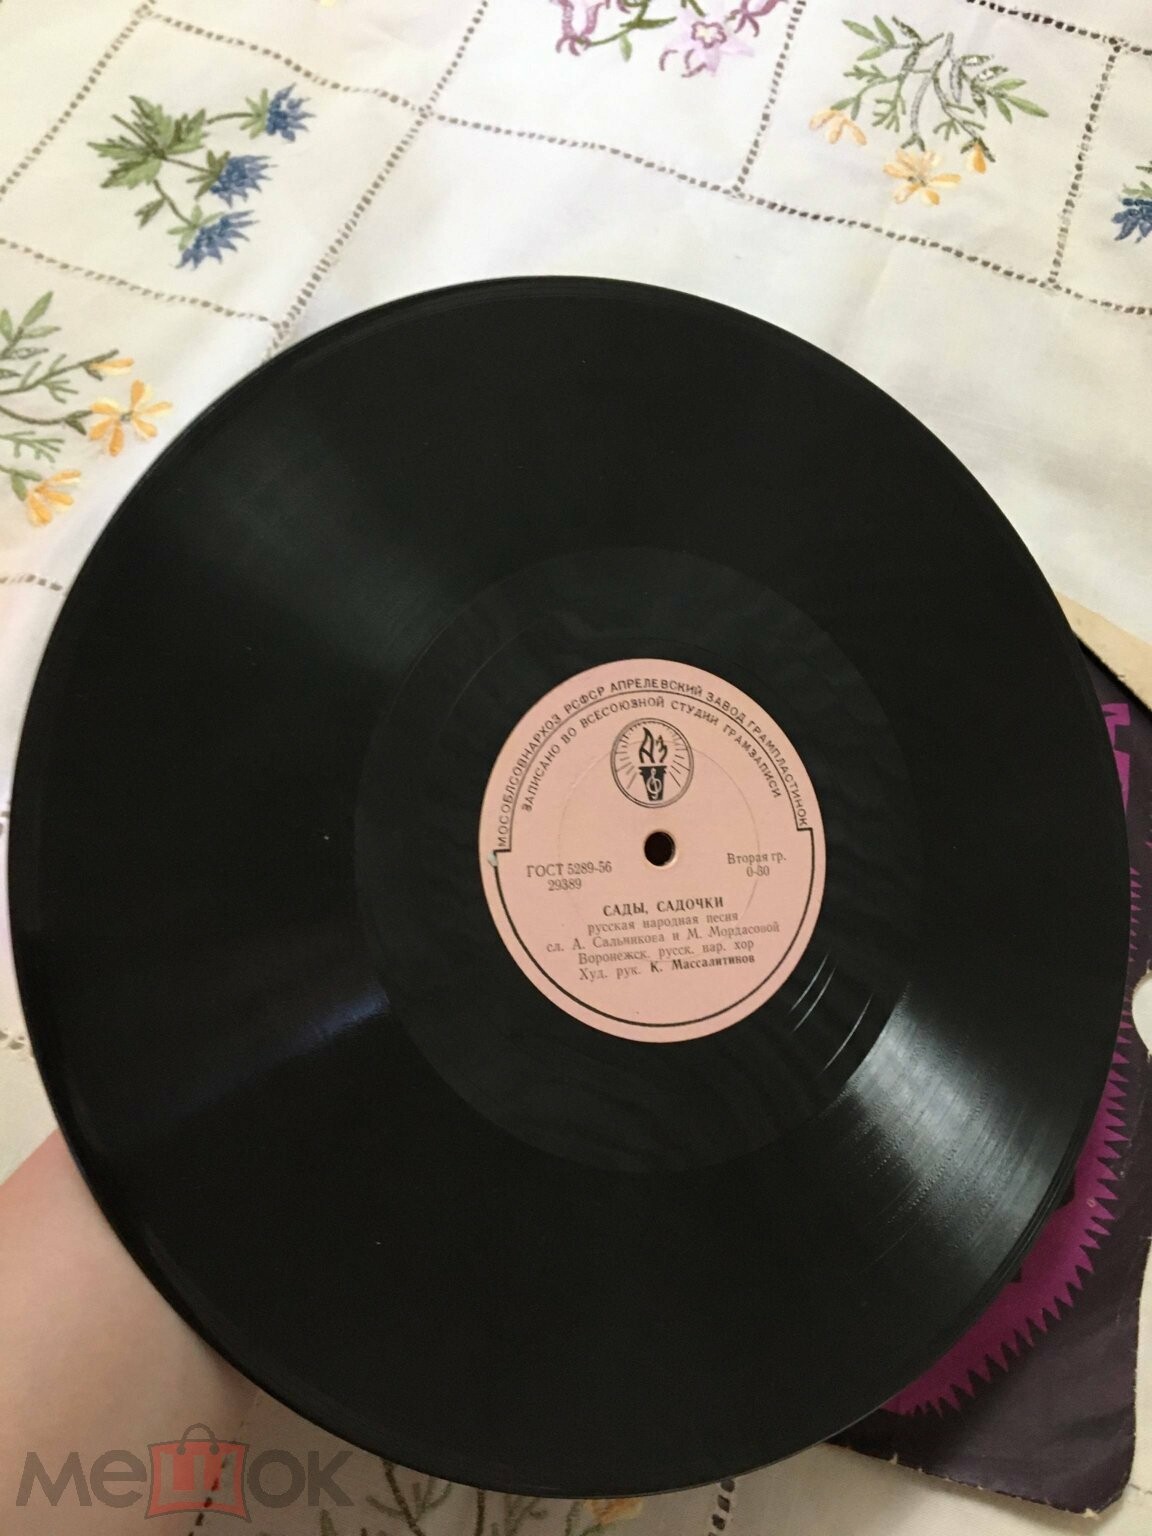 МОСОБЛСОВНАРХОЗ РСФСР АПРЕЛЕВСКИЙ ЗАВОД ГРАМПЛАСТИНОК
ЗАПИСАНО ВО ВСЕСОЮЗНОЙ СТУДИИ ГРАМЗАПИСИ
АЗ
ГОСТ 5289-56
29389
Вторая гр.
0-80
САДЫ, САДОЧКИ
русская народная песня
сл. А. Сальникова и М. Мордасовой
Воронежск. русск. нар. хор
Худ. рук. К. Массалитинов
мешок